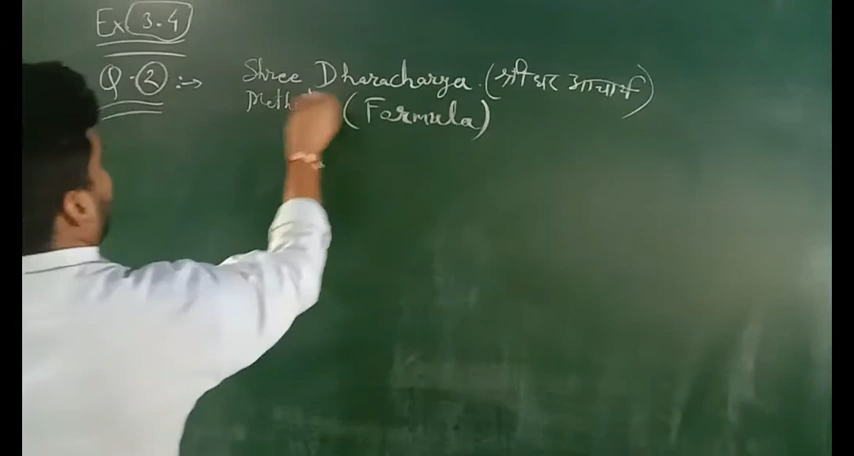 Ex. 3.4
Q.2 :→ Shree Dharacharya. (श्रीधर आचार्य)
(Formula)